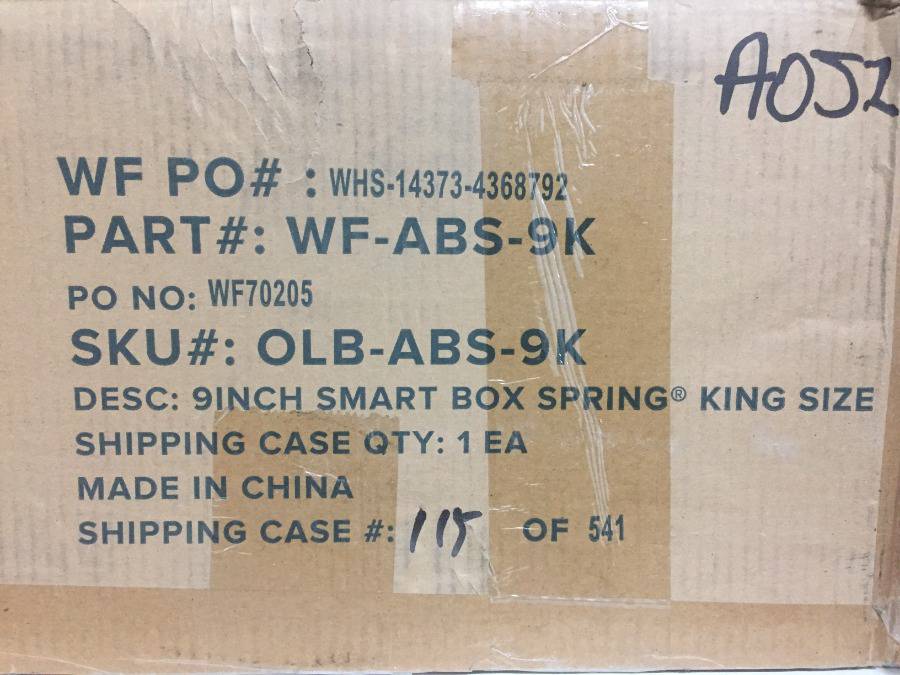 A052
WF PO# : WHS-14373-4368792
PART#: WF-ABS-9K
PO NO: WF70205
SKU#: OLB-ABS-9K
DESC: 9INCH SMART BOX SPRING® KING SIZE
SHIPPING CASE QTY: 1 EA
MADE IN CHINA
SHIPPING CASE #: 115 OF 541